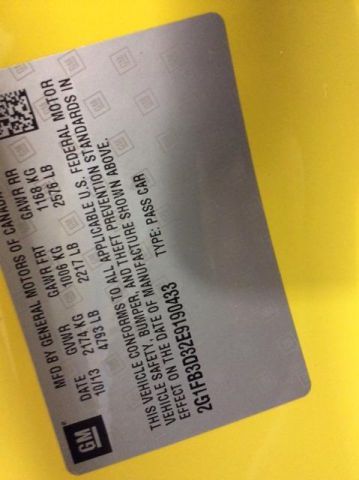 GM
MFD BY GENERAL MOTORS OF CANADA
DATE GVWR GAWR FRT GAWR RR
10/13 2174 KG 1006 KG 1168 KG
4793 LB 2217 LB 2576 LB
THIS VEHICLE CONFORMS TO ALL APPLICABLE U.S. FEDERAL MOTOR
VEHICLE SAFETY, BUMPER, AND THEFT PREVENTION STANDARDS IN
EFFECT ON THE DATE OF MANUFACTURE SHOWN ABOVE.
2G1FB3D32E9190433 TYPE: PASS CAR